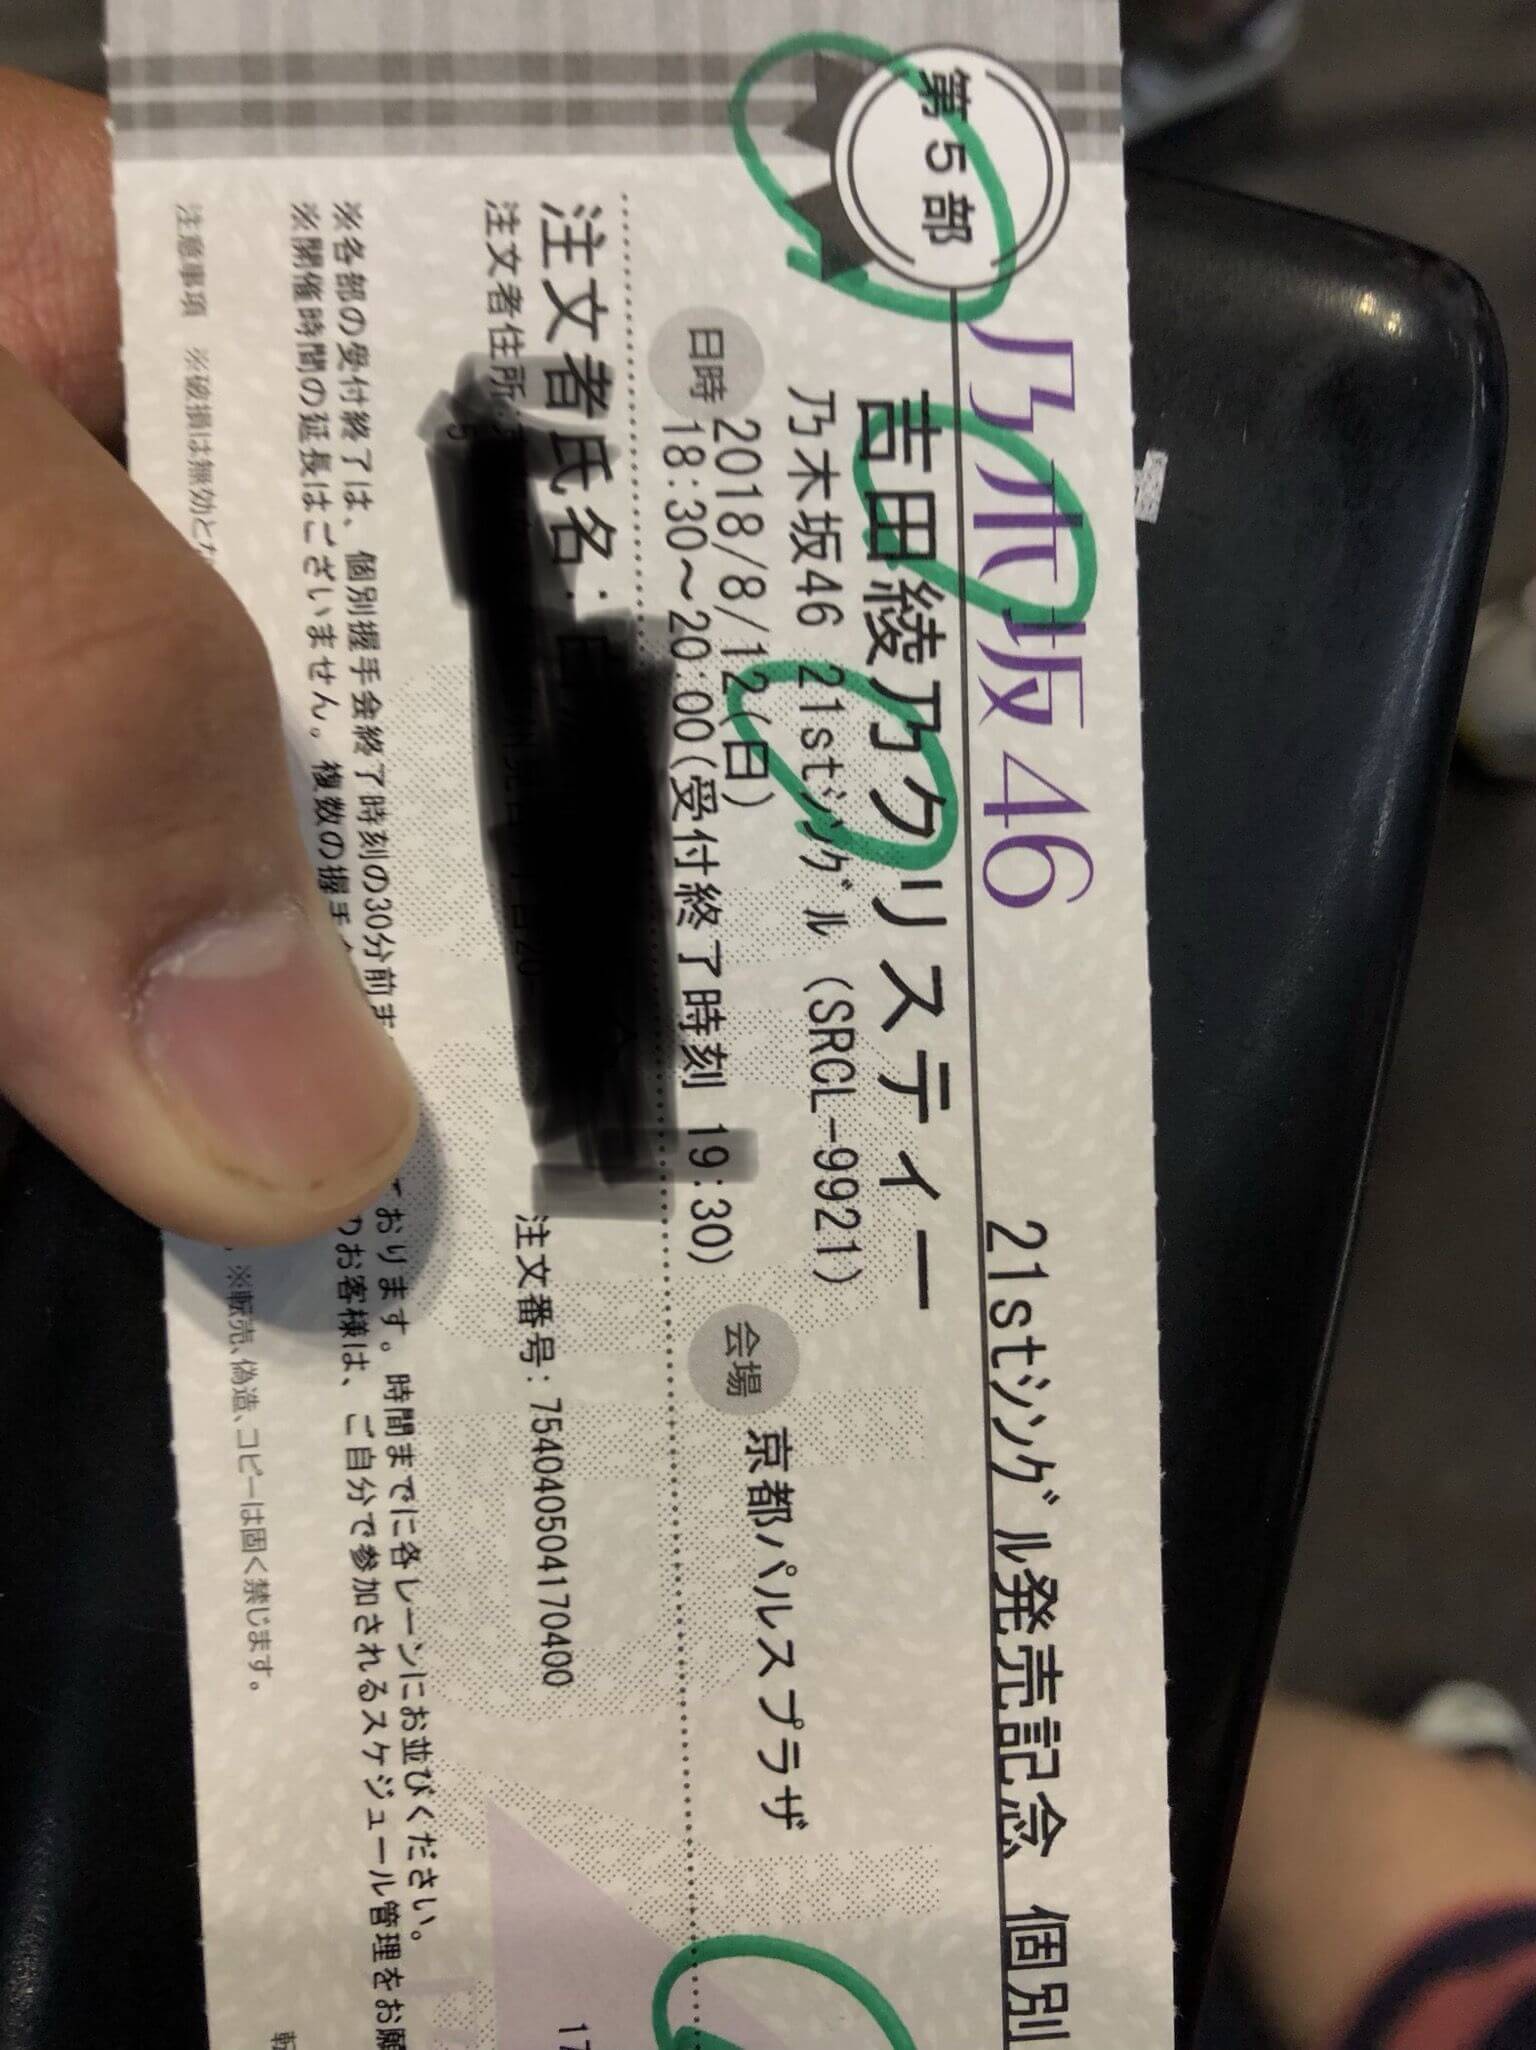 第5部
乃木坂46 21stシングル発売記念 個別
吉田綾乃クリスティー
乃木坂46 21stシングル (SRCL-9921)
日時 2018/8/12(日)
18:30〜20:00(受付終了時刻 19:30)
会場 京都パルスプラザ
注文者氏名:
注文者住所:
注文番号: 7540405041​70400
※各部の受付終了は、個別握手会終了時刻の30分前ま ております。時間までに各レーンにお並びください。
※開催時間の延長はございません。複数の握手 のお客様は、ご自分で参加されるスケジュール管理をお願
注意事項 ※破損は無効とな ※転売、偽造、コピーは固く禁じます。
17
転